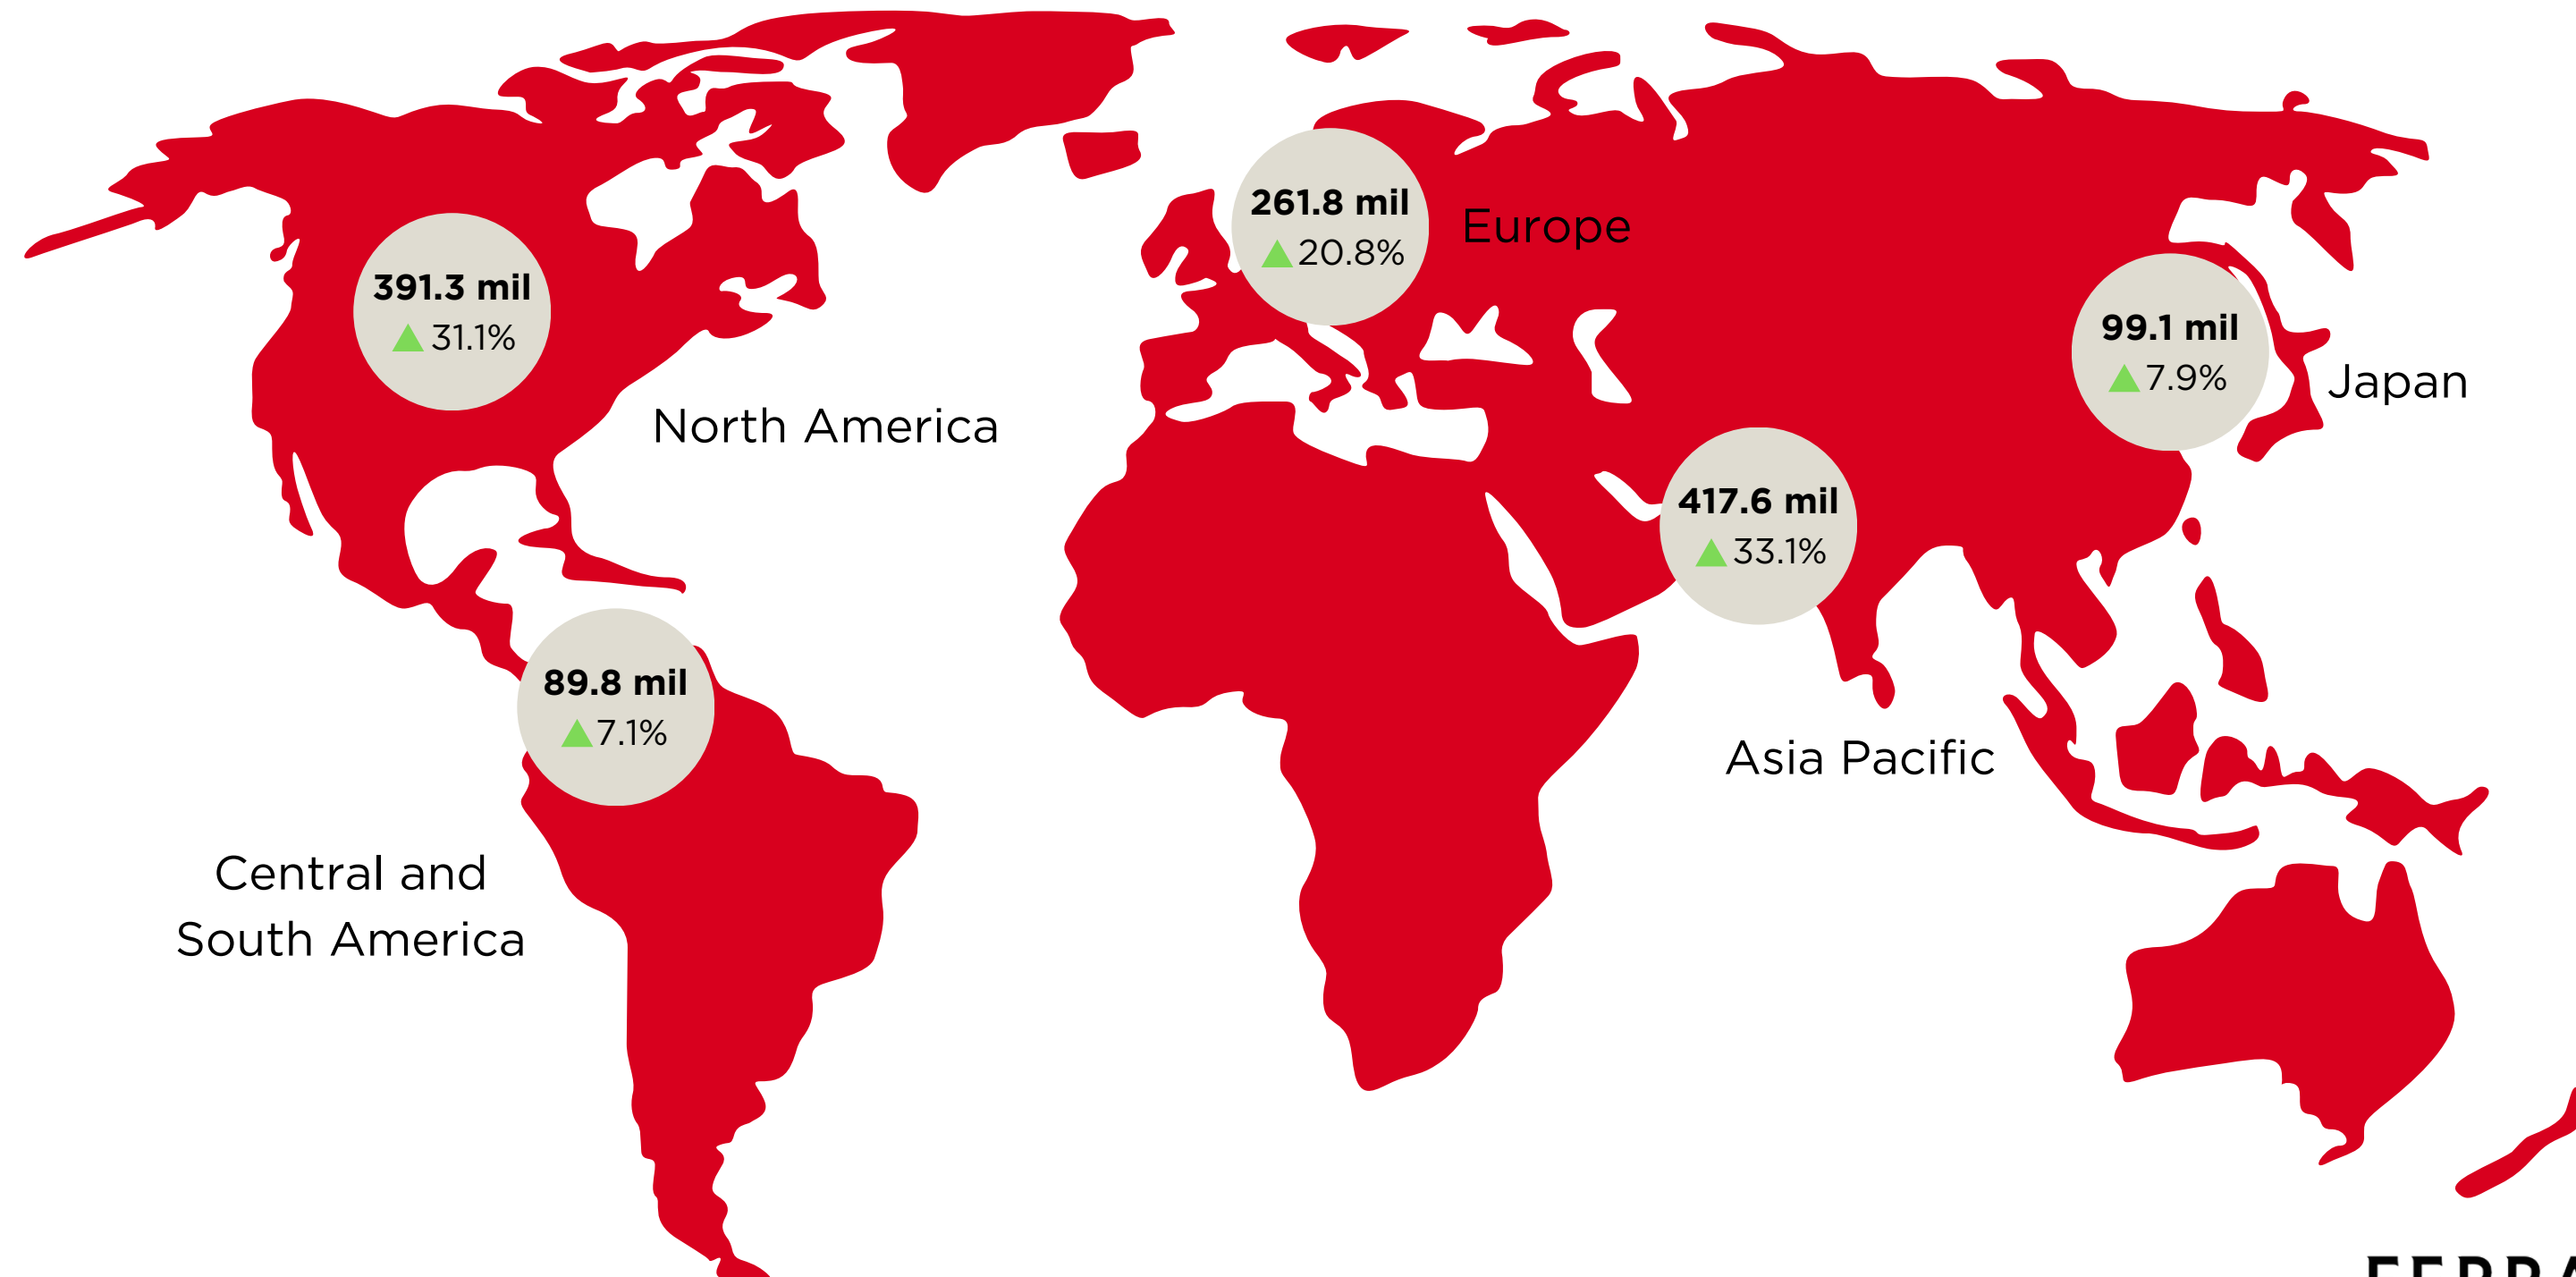 261.8 mil
▲ 20.8%
Europe
391.3 mil
▲ 31.1%
North America
99.1 mil
▲ 7.9%
Japan
417.6 mil
▲ 33.1%
Asia Pacific
89.8 mil
▲ 7.1%
Central and
South America